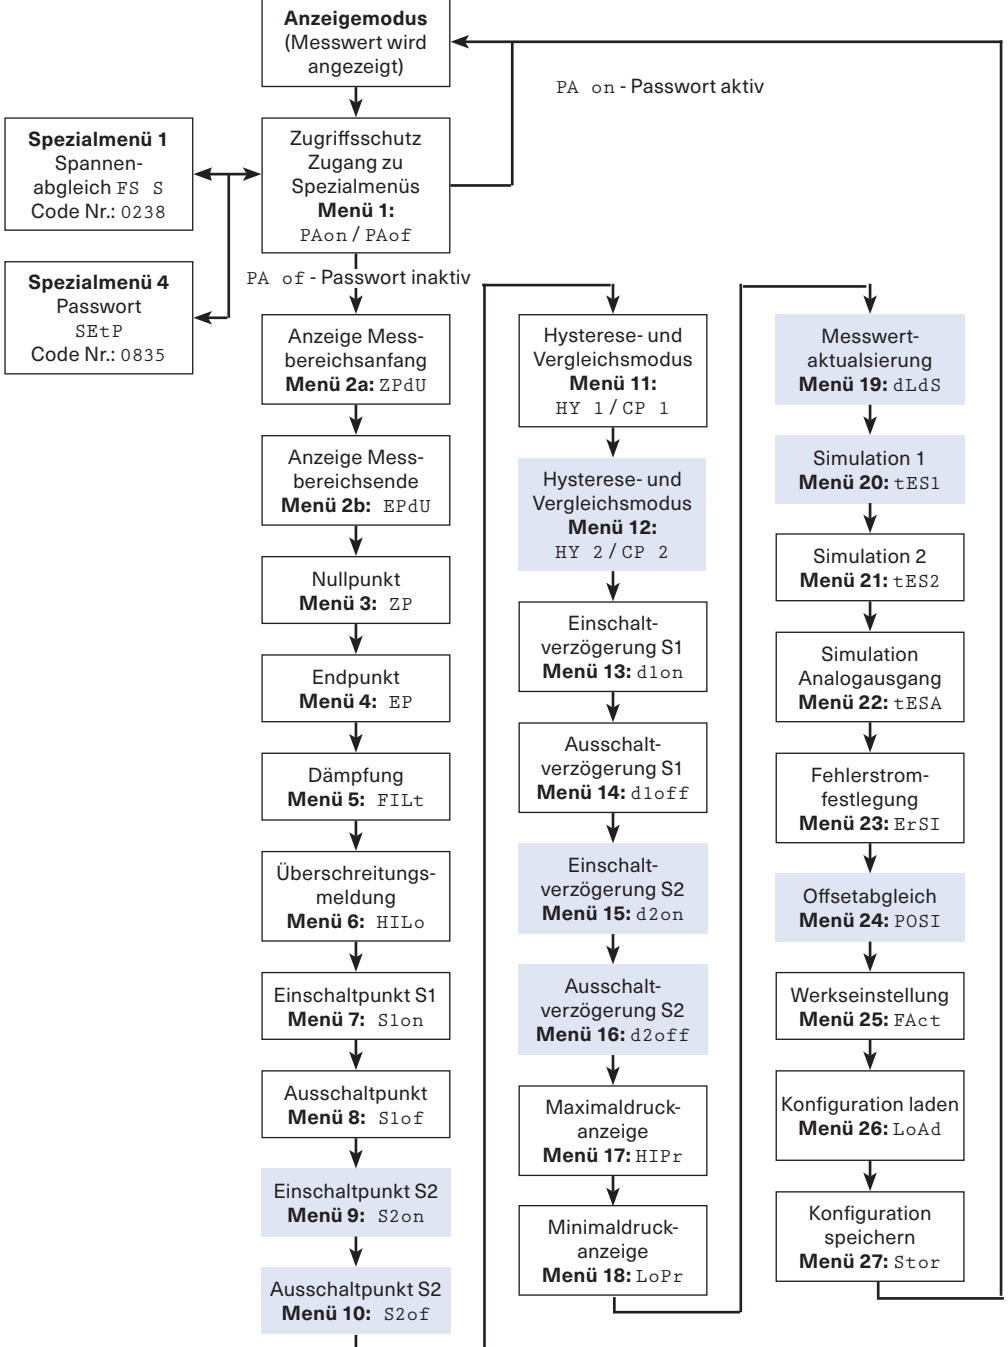 Anzeigemodus
(Messwert wird
angezeigt)
PA on - Passwort aktiv
Spezialmenü 1
Spannen-
abgleich FS S
Code Nr.: 0238
Zugriffsschutz
Zugang zu
Spezialmenüs
Menü 1:
PAon / PAof
Spezialmenü 4
Passwort
SEtP
Code Nr.: 0835
PA of - Passwort inaktiv
Anzeige Mess-
bereichsanfang
Menü 2a: ZPdU
Anzeige Mess-
bereichsende
Menü 2b: EPdU
Nullpunkt
Menü 3: ZP
Endpunkt
Menü 4: EP
Dämpfung
Menü 5: FILt
Überschreitungs-
meldung
Menü 6: HILo
Einschaltpunkt S1
Menü 7: S1on
Ausschaltpunkt
Menü 8: S1of
Einschaltpunkt S2
Menü 9: S2on
Ausschaltpunkt S2
Menü 10: S2of
Hysterese- und
Vergleichsmodus
Menü 11:
HY 1 / CP 1
Hysterese- und
Vergleichsmodus
Menü 12:
HY 2 / CP 2
Einschalt-
verzögerung S1
Menü 13: d1on
Ausschalt-
verzögerung S1
Menü 14: d1off
Einschalt-
verzögerung S2
Menü 15: d2on
Ausschalt-
verzögerung S2
Menü 16: d2off
Maximaldruck-
anzeige
Menü 17: HIPr
Minimaldruck-
anzeige
Menü 18: LoPr
Messwert-
aktualsierung
Menü 19: dLdS
Simulation 1
Menü 20: tES1
Simulation 2
Menü 21: tES2
Simulation
Analogausgang
Menü 22: tESA
Fehlerstrom-
festlegung
Menü 23: ErSI
Offsetabgleich
Menü 24: POSI
Werkseinstellung
Menü 25: FAct
Konfiguration laden
Menü 26: LoAd
Konfiguration
speichern
Menü 27: Stor